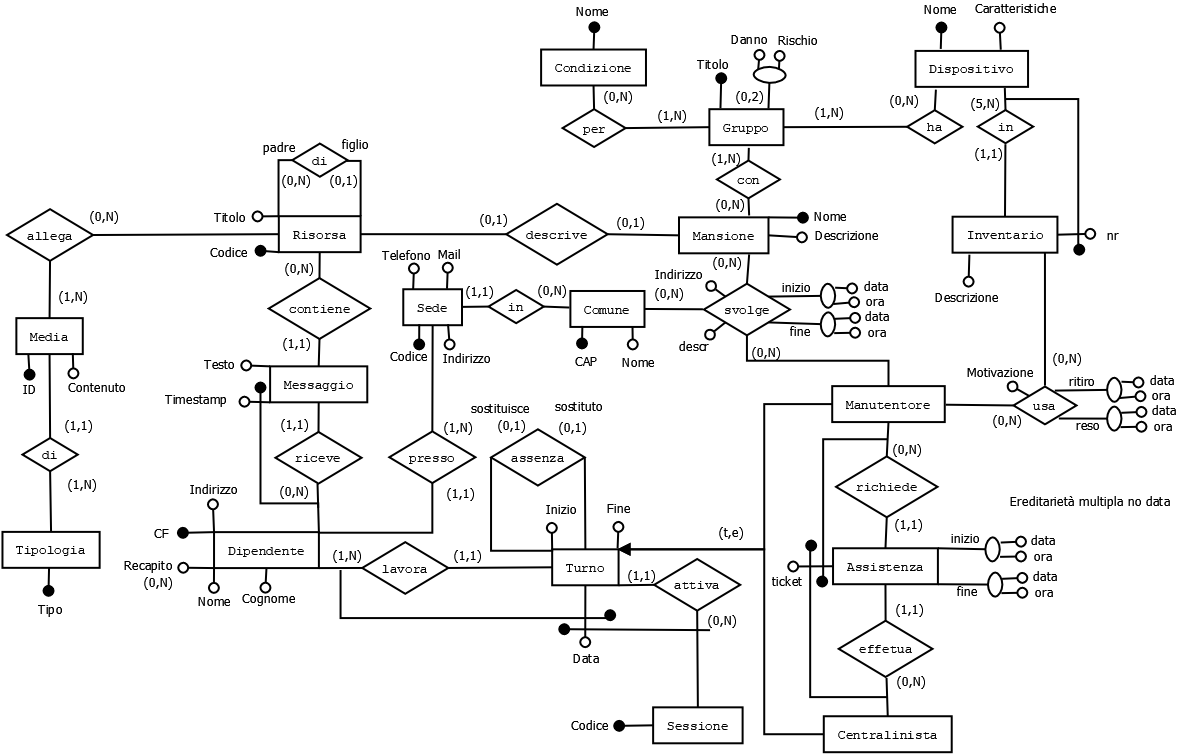 Nome
Nome
Caratteristiche
Danno
Rischio
Condizione
Titolo
Dispositivo
(0,N)
(0,2)
(0,N)
(5,N)
(1,N)
(1,N)
per
Gruppo
ha
in
padre
di
figlio
(1,N)
(1,1)
(0,N)
(0,1)
con
(0,N)
(0,N)
Titolo
(0,1)
(0,1)
Nome
allega
Risorsa
descrive
Mansione
Descrizione
Inventario
nr
Codice
Telefono
Mail
(0,N)
(0,N)
Indirizzo
inizio
data
(1,N)
(1,1)
(0,N)
(0,N)
ora
Descrizione
contiene
Sede
in
Comune
svolge
data
fine
ora
Media
(1,1)
Codice
Indirizzo
CAP
Nome
descr
(0,N)
(0,N)
Testo
Messaggio
Motivazione
ritiro
data
ID
Contenuto
ora
Timestamp
sostituisce
sostituto
Manutentore
usa
data
(1,1)
(1,1)
(1,N)
(0,1)
(0,1)
(0,N)
reso
ora
di
riceve
presso
assenza
(0,N)
(1,N)
(0,N)
(1,1)
richiede
Indirizzo
Inizio
Fine
Ereditarietà multipla no data
CF
(t,e)
(1,1)
inizio
data
Tipologia
Dipendente
(1,N)
(1,1)
ora
Recapito
lavora
Turno
(1,1)
ticket
Assistenza
data
(0,N)
attiva
fine
ora
Nome
Cognome
Tipo
(1,1)
(0,N)
Data
effetua
(0,N)
Codice
Sessione
Centralinista